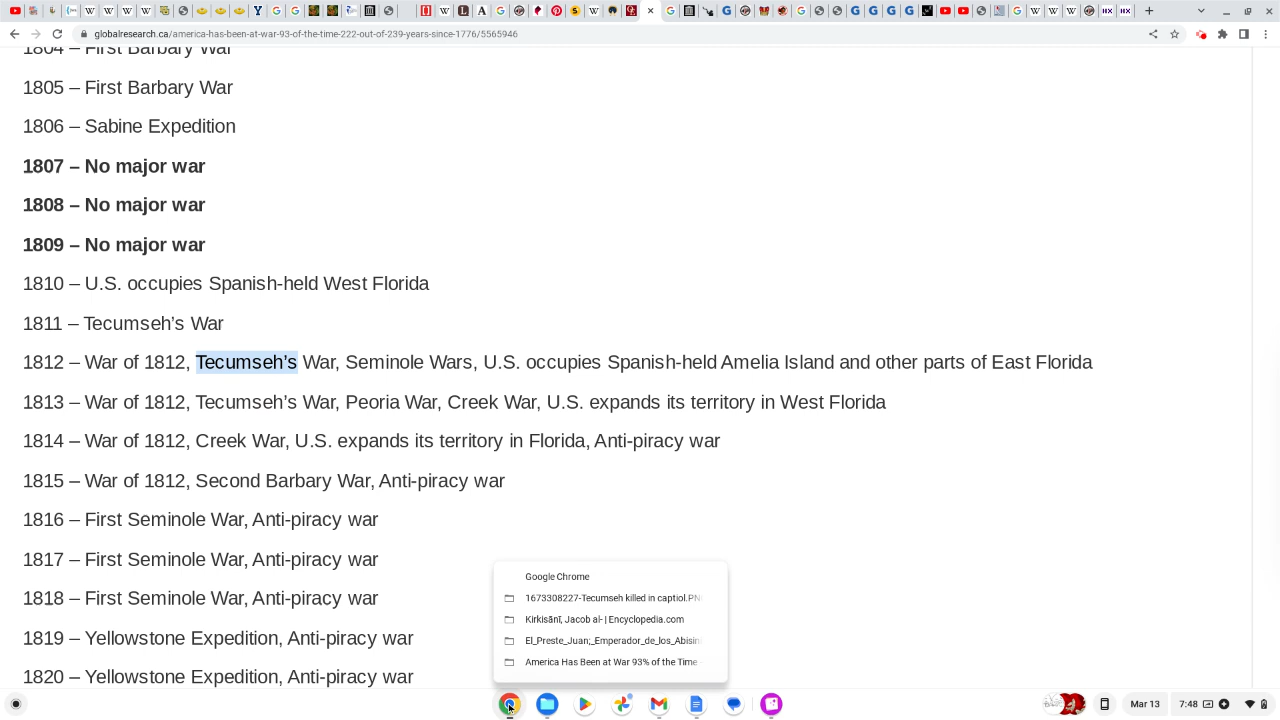 globalresearch.ca/america-has-been-at-war-93-of-the-time-222-out-of-239-years-since-1776/5565946
1804 – First Barbary War
1805 – First Barbary War
1806 – Sabine Expedition
1807 – No major war
1808 – No major war
1809 – No major war
1810 – U.S. occupies Spanish-held West Florida
1811 – Tecumseh’s War
1812 – War of 1812, Tecumseh’s War, Seminole Wars, U.S. occupies Spanish-held Amelia Island and other parts of East Florida
1813 – War of 1812, Tecumseh’s War, Peoria War, Creek War, U.S. expands its territory in West Florida
1814 – War of 1812, Creek War, U.S. expands its territory in Florida, Anti-piracy war
1815 – War of 1812, Second Barbary War, Anti-piracy war
1816 – First Seminole War, Anti-piracy war
1817 – First Seminole War, Anti-piracy war
1818 – First Seminole War, Anti-piracy war
1819 – Yellowstone Expedition, Anti-piracy war
1820 – Yellowstone Expedition, Anti-piracy war
Google Chrome
1673308227-Tecumseh killed in captiol.PN
Kirkisānī, Jacob al- | Encyclopedia.com
El_Preste_Juan;_Emperador_de_los_Abisin
America Has Been at War 93% of the Time
Mar 13
7:48